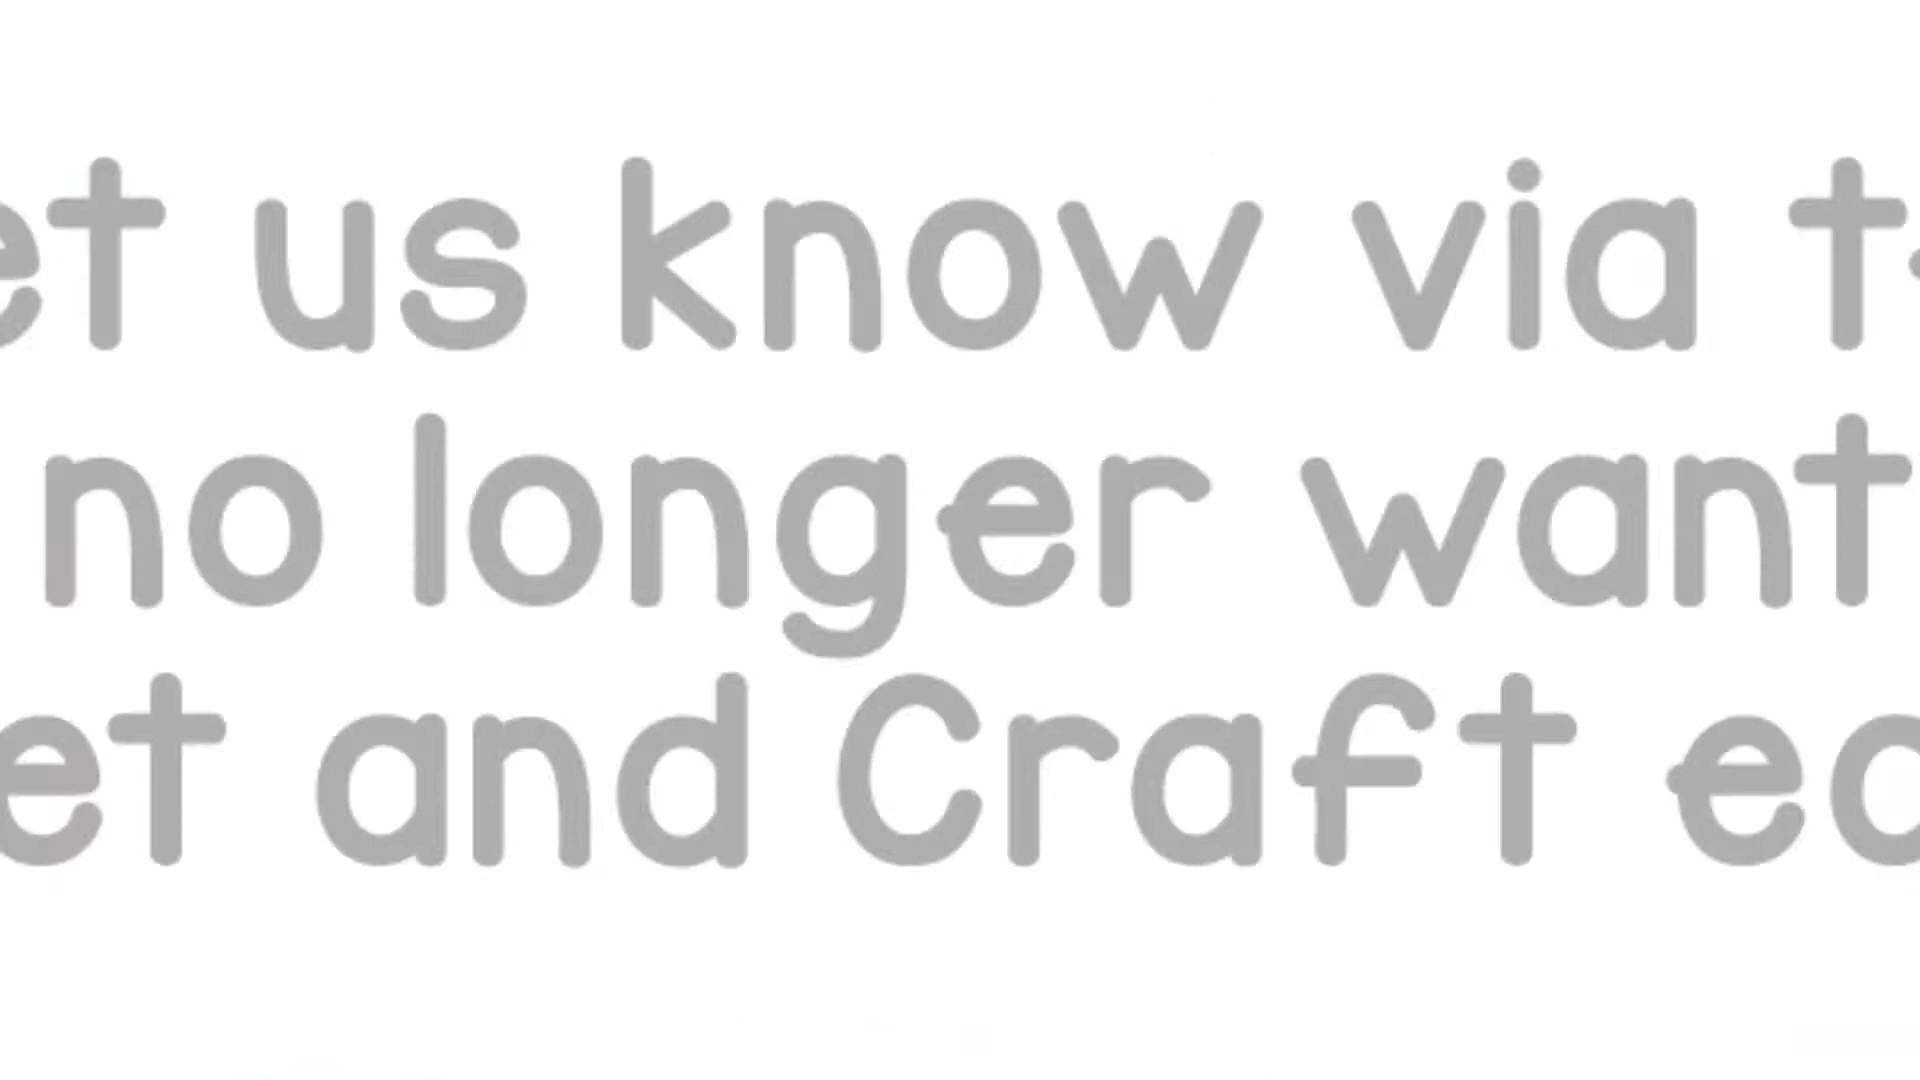 et us know via t
no longer want
et and Craft